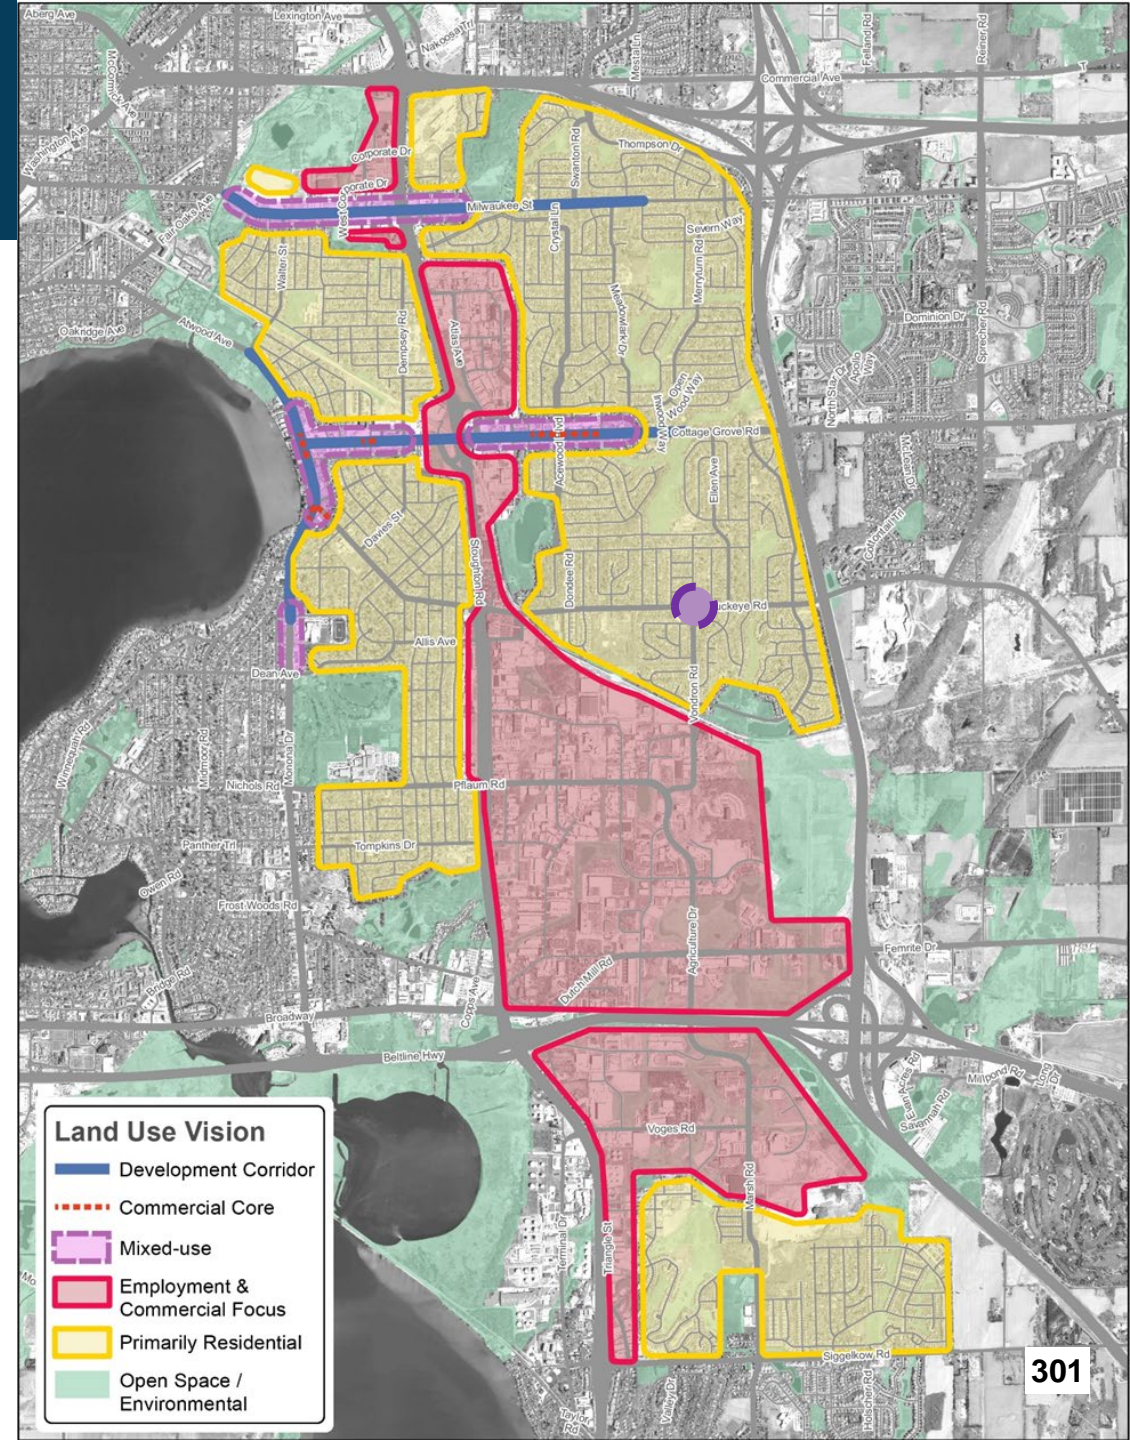 Aberg Ave
Lexington Ave
Nakoosa Trl
Mesta Ln
Felland Rd
Reiner Rd
T
McCormick Ave
Commercial Ave
Washington Ave
Swanton Rd
Thompson Dr
Corporate Dr
West Corporate Dr
Milwaukee St
Fair Oaks Ave
Crystal Ln
Severn Way
Walter St
Merryturn Rd
Meadowlark Dr
Dominion Dr
Sprecher Rd
Oakridge Ave
Atwood Ave
Dempsey Rd
Atlas Ave
Apollo
Way
North Star Dr
Open
Wood Way
Inwood Way
Cottage Grove Rd
Acewood Blvd
McLean Dr
Ellen Ave
Davies St
Cottontail Trl
Stoughton Rd
Dondee Rd
uckeye Rd
Allis Ave
Dean Ave
Vondron Rd
Winnequah Rd
Midmoor Rd
Monona Dr
Nichols Rd
Pflaum Rd
Panther Trl
Tompkins Dr
Owen Rd
Frost Woods Rd
Agriculture Dr
Femrite Dr
Bridge Rd
Dutch Mill Rd
Copps Ave
Broadway
Beltline Hwy
Evan Acres Rd
Millpond Rd
Long
Dr
Savannah Rd
Voges Rd
Marsh Rd
Terminal Dr
Triangle St
Mo
Siggelkow Rd
Valley Dr
Holscher Rd
Land Use Vision
Development Corridor
Commercial Core
Mixed-use
Employment &
Commercial Focus
Primarily Residential
Open Space /
Environmental
301